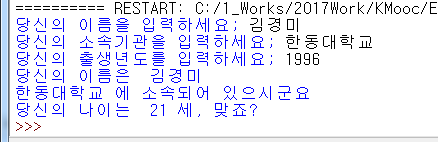 ========== RESTART: C:/1_Works/2017Work/KMooc/E
당신의 이름을 입력하세요; 김경미
당신의 소속기관을 입력하세요; 한동대학교
당신의 출생년도를 입력하세요; 1996
당신의 이름은  김경미
한동대학교 에 소속되어 있으시군요
당신의 나이는  21 세, 맞죠?
>>>